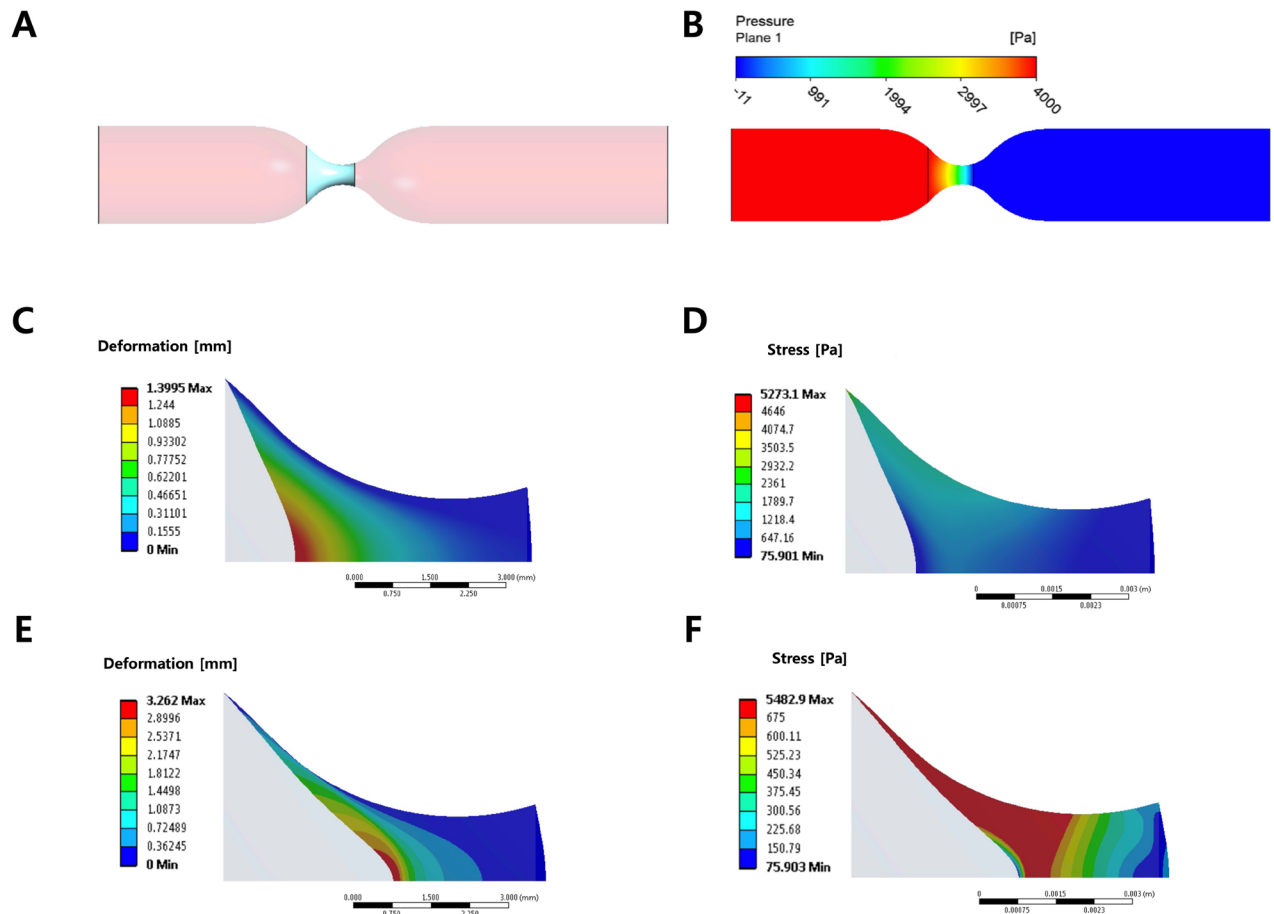 A
B
Pressure
Plane 1
[Pa]
-11
991
1994
2997
4000
C
Deformation [mm]
1.3995 Max
1.244
1.0885
0.93302
0.77752
0.62201
0.46651
0.31101
0.1555
0 Min
0.000
1.500
3.000 (mm)
0.750
2.250
D
Stress [Pa]
5273.1 Max
4646
4074.7
3503.5
2932.2
2361
1789.7
1218.4
647.16
75.901 Min
0
0.0015
0.003 (m)
0.00075
0.0023
E
Deformation [mm]
3.262 Max
2.8996
2.5371
2.1747
1.8122
1.4498
1.0873
0.72489
0.36245
0 Min
0.000
1.500
3.000 (mm)
0.750
2.250
F
Stress [Pa]
5482.9 Max
675
600.11
525.23
450.34
375.45
300.56
225.68
150.79
75.903 Min
0
0.0015
0.003 (m)
0.00075
0.0023